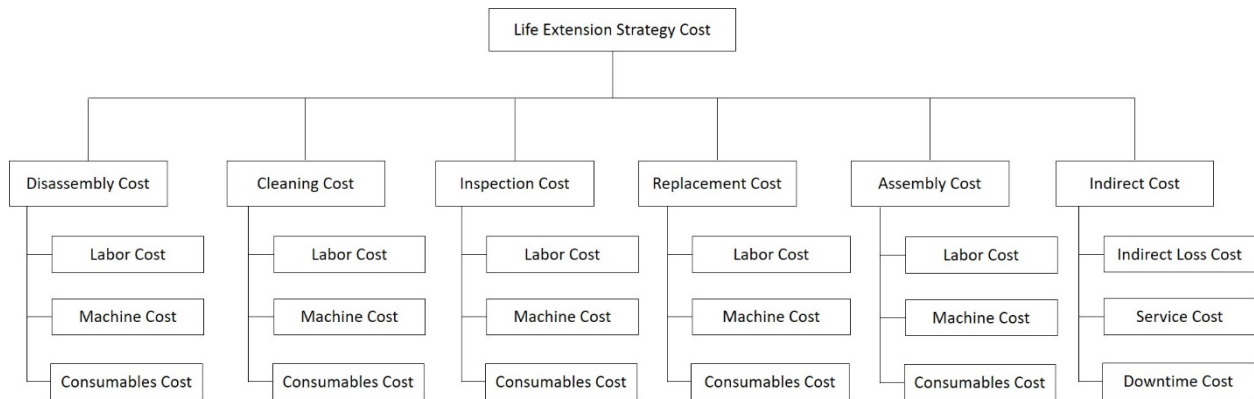 Life Extension Strategy Cost
Disassembly Cost
Cleaning Cost
Inspection Cost
Replacement Cost
Assembly Cost
Indirect Cost
Labor Cost
Labor Cost
Labor Cost
Labor Cost
Labor Cost
Indirect Loss Cost
Machine Cost
Machine Cost
Machine Cost
Machine Cost
Machine Cost
Service Cost
Consumables Cost
Consumables Cost
Consumables Cost
Consumables Cost
Consumables Cost
Downtime Cost